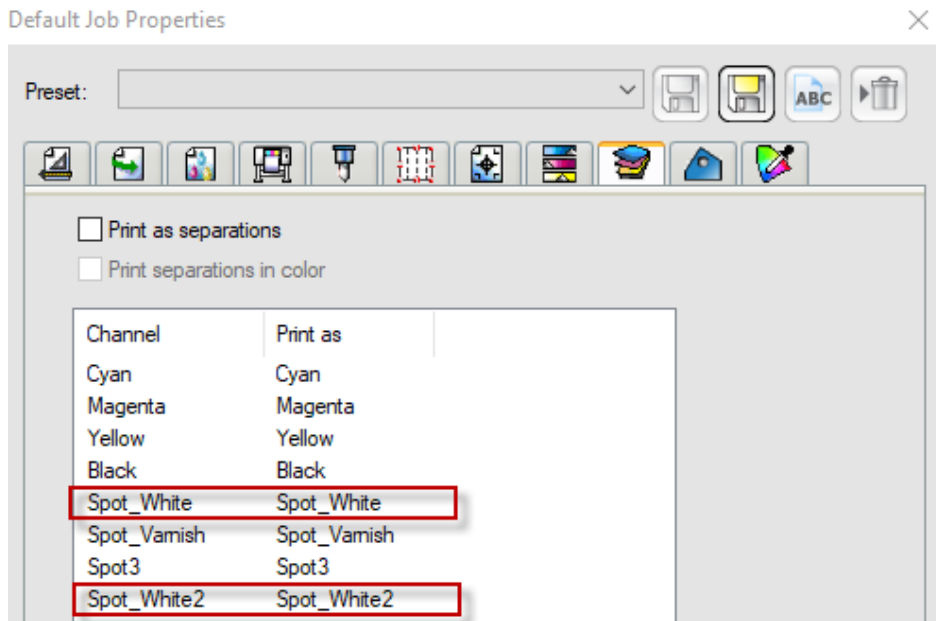 Default Job Properties
Preset:
ABC
Print as separations
Print separations in color
Channel Print as
Cyan Cyan
Magenta Magenta
Yellow Yellow
Black Black
Spot_White Spot_White
Spot_Varnish Spot_Varnish
Spot3 Spot3
Spot_White2 Spot_White2